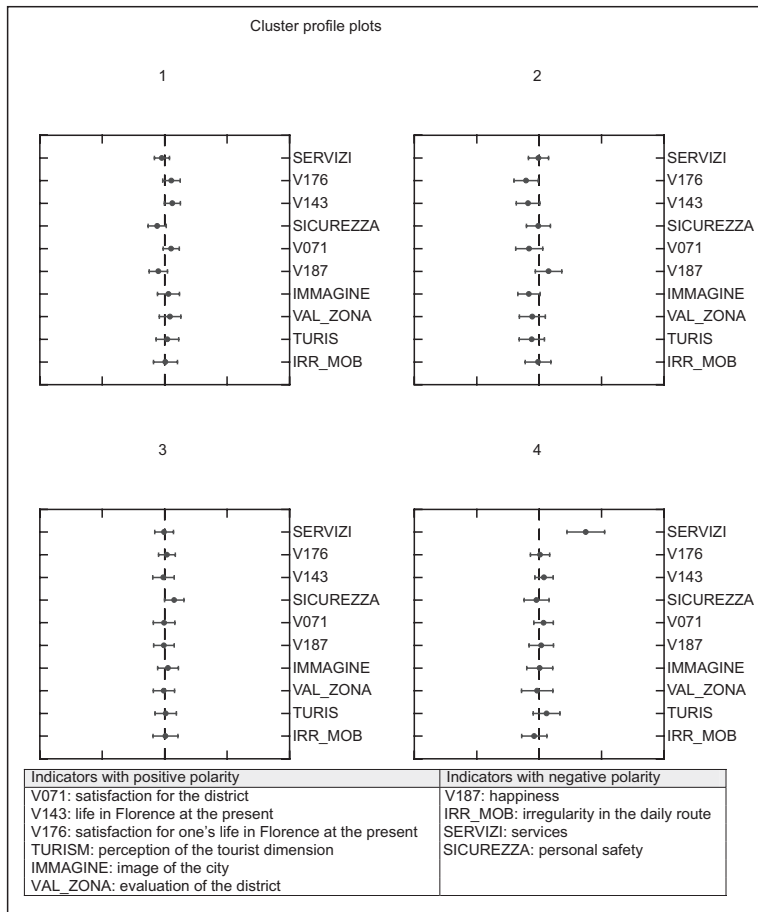 Cluster profile plots
1
SERVIZI
V176
V143
SICUREZZA
V071
V187
IMMAGINE
VAL_ZONA
TURIS
IRR_MOB
2
SERVIZI
V176
V143
SICUREZZA
V071
V187
IMMAGINE
VAL_ZONA
TURIS
IRR_MOB
3
SERVIZI
V176
V143
SICUREZZA
V071
V187
IMMAGINE
VAL_ZONA
TURIS
IRR_MOB
4
SERVIZI
V176
V143
SICUREZZA
V071
V187
IMMAGINE
VAL_ZONA
TURIS
IRR_MOB
Indicators with positive polarity
V071: satisfaction for the district
V143: life in Florence at the present
V176: satisfaction for one's life in Florence at the present
TURISM: perception of the tourist dimension
IMMAGINE: image of the city
VAL_ZONA: evaluation of the district
Indicators with negative polarity
V187: happiness
IRR_MOB: irregularity in the daily route
SERVIZI: services
SICUREZZA: personal safety